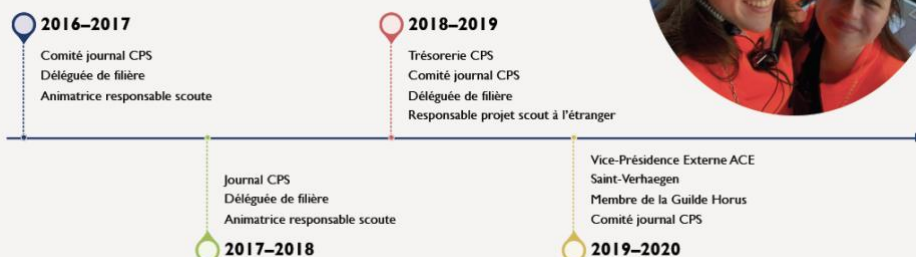 2016–2017
Comité journal CPS
Déléguée de filière
Animatrice responsable scoute
2018–2019
Trésorerie CPS
Comité journal CPS
Déléguée de filière
Responsable projet scout à l'étranger
Journal CPS
Déléguée de filière
Animatrice responsable scoute
2017–2018
Vice-Présidence Externe ACE
Saint-Verhaegen
Membre de la Guilde Horus
Comité journal CPS
2019–2020